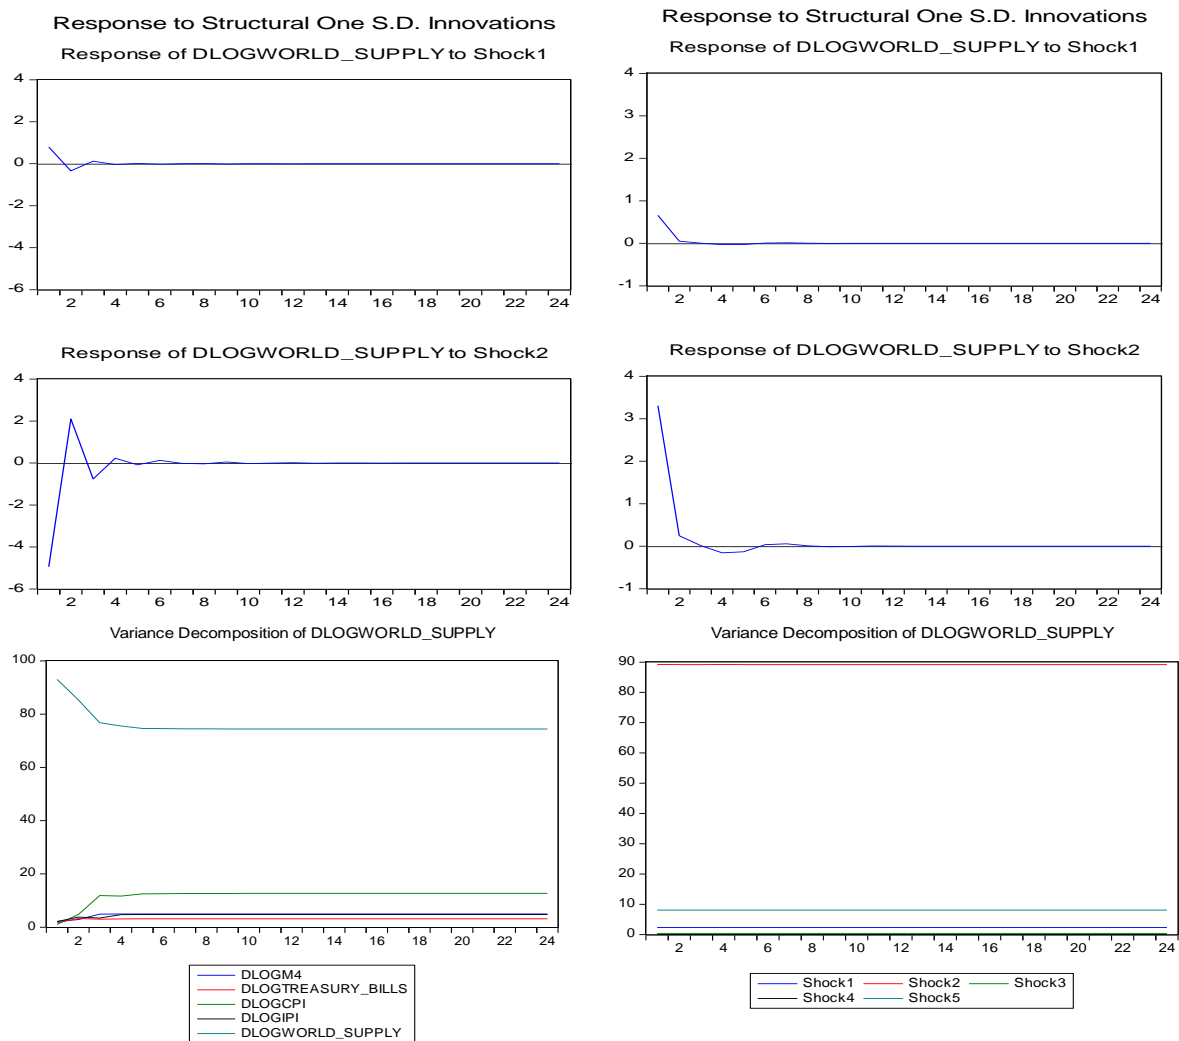 Response to Structural One S.D. Innovations
Response of DLOGWORLD_SUPPLY to Shock1
4
2
0
-2
-4
-6
2 4 6 8 10 12 14 16 18 20 22 24
Response of DLOGWORLD_SUPPLY to Shock2
4
2
0
-2
-4
-6
2 4 6 8 10 12 14 16 18 20 22 24
Variance Decomposition of DLOGWORLD_SUPPLY
100
80
60
40
20
0
2 4 6 8 10 12 14 16 18 20 22 24
DLOGM4
DLOGTREASURY_BILLS
DLOGCPI
DLOGIPI
DLOGWORLD_SUPPLY
Response to Structural One S.D. Innovations
Response of DLOGWORLD_SUPPLY to Shock1
4
3
2
1
0
-1
2 4 6 8 10 12 14 16 18 20 22 24
Response of DLOGWORLD_SUPPLY to Shock2
4
3
2
1
0
-1
2 4 6 8 10 12 14 16 18 20 22 24
Variance Decomposition of DLOGWORLD_SUPPLY
90
80
70
60
50
40
30
20
10
0
2 4 6 8 10 12 14 16 18 20 22 24
Shock1 Shock2 Shock3
Shock4 Shock5